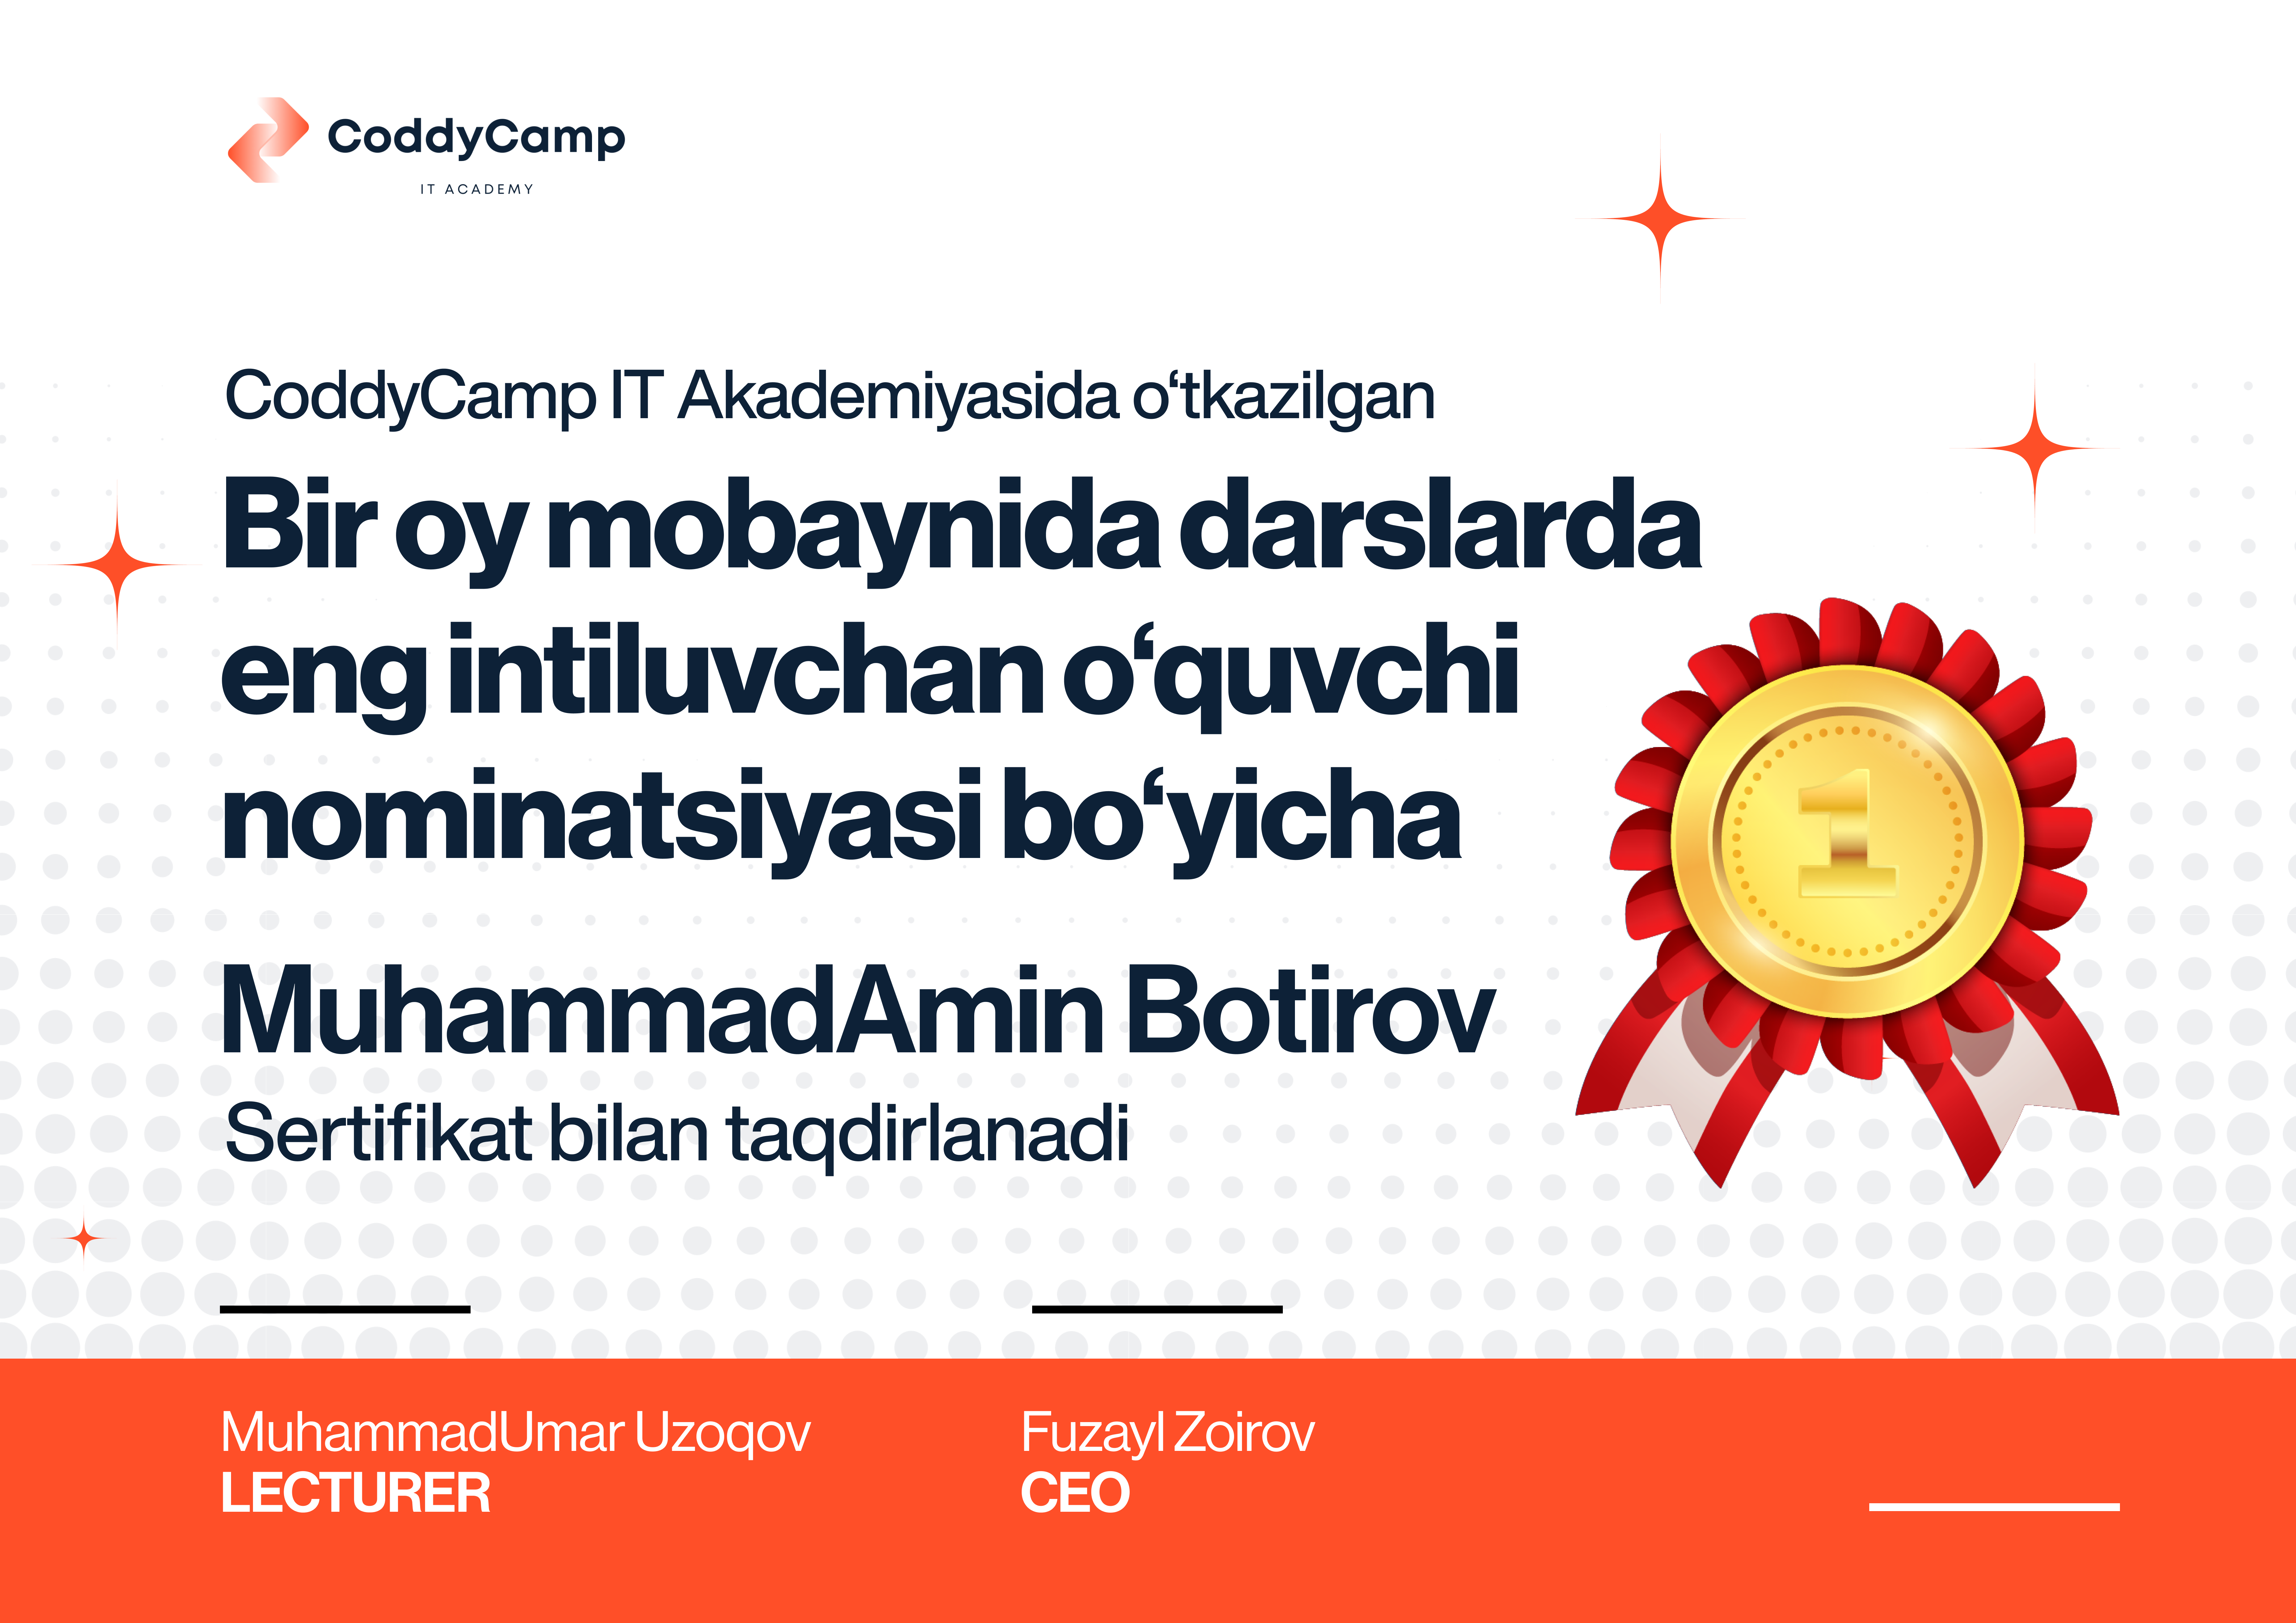 CoddyCamp
IT ACADEMY
CoddyCamp IT Akademiyasida o‘tkazilgan
Bir oy mobaynida darslarda
eng intiluvchan o‘quvchi
nominatsiyasi bo‘yicha
1
MuhammadAmin Botirov
Sertifikat bilan taqdirlanadi
MuhammadUmar Uzoqov
LECTURER
Fuzayl Zoirov
CEO